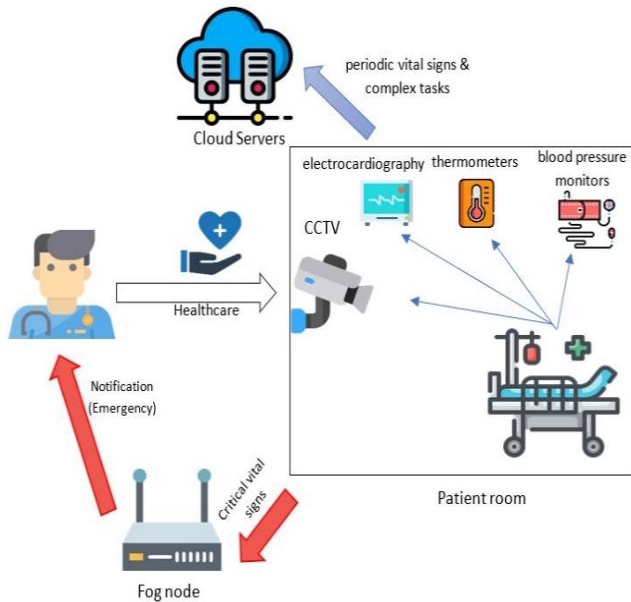 periodic vital signs &
complex tasks
Cloud Servers
electrocardiography
thermometers
blood pressure
monitors
CCTV
Healthcare
Notification
(Emergency)
Critical vital
signs
Patient room
Fog node